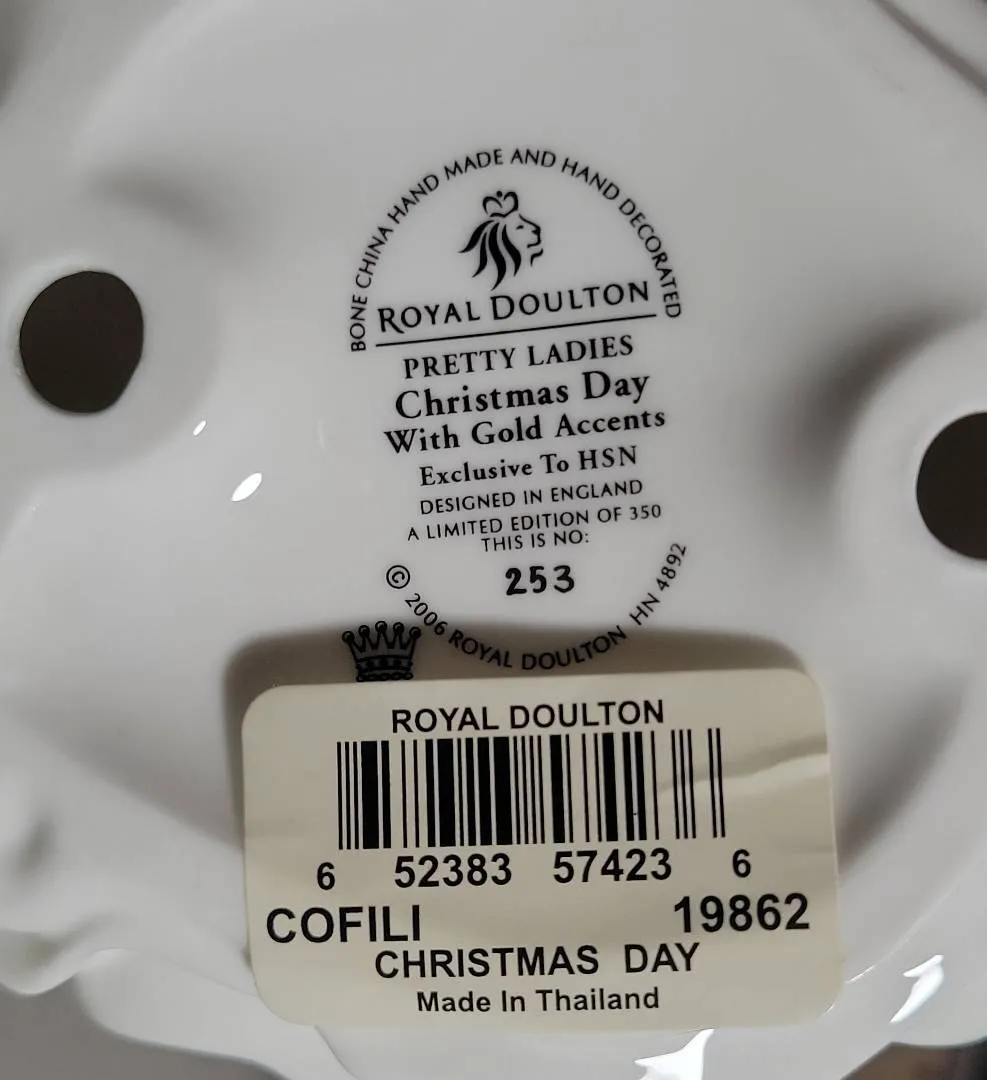 BONE CHINA HAND MADE AND HAND DECORATED
ROYAL DOULTON
PRETTY LADIES
Christmas Day
With Gold Accents
Exclusive To HSN
DESIGNED IN ENGLAND
A LIMITED EDITION OF 350
THIS IS NO:
253
© 2006 ROYAL DOULTON HN 4892
ROYAL DOULTON
6 52383 57423 6
COFILI 19862
CHRISTMAS DAY
Made In Thailand